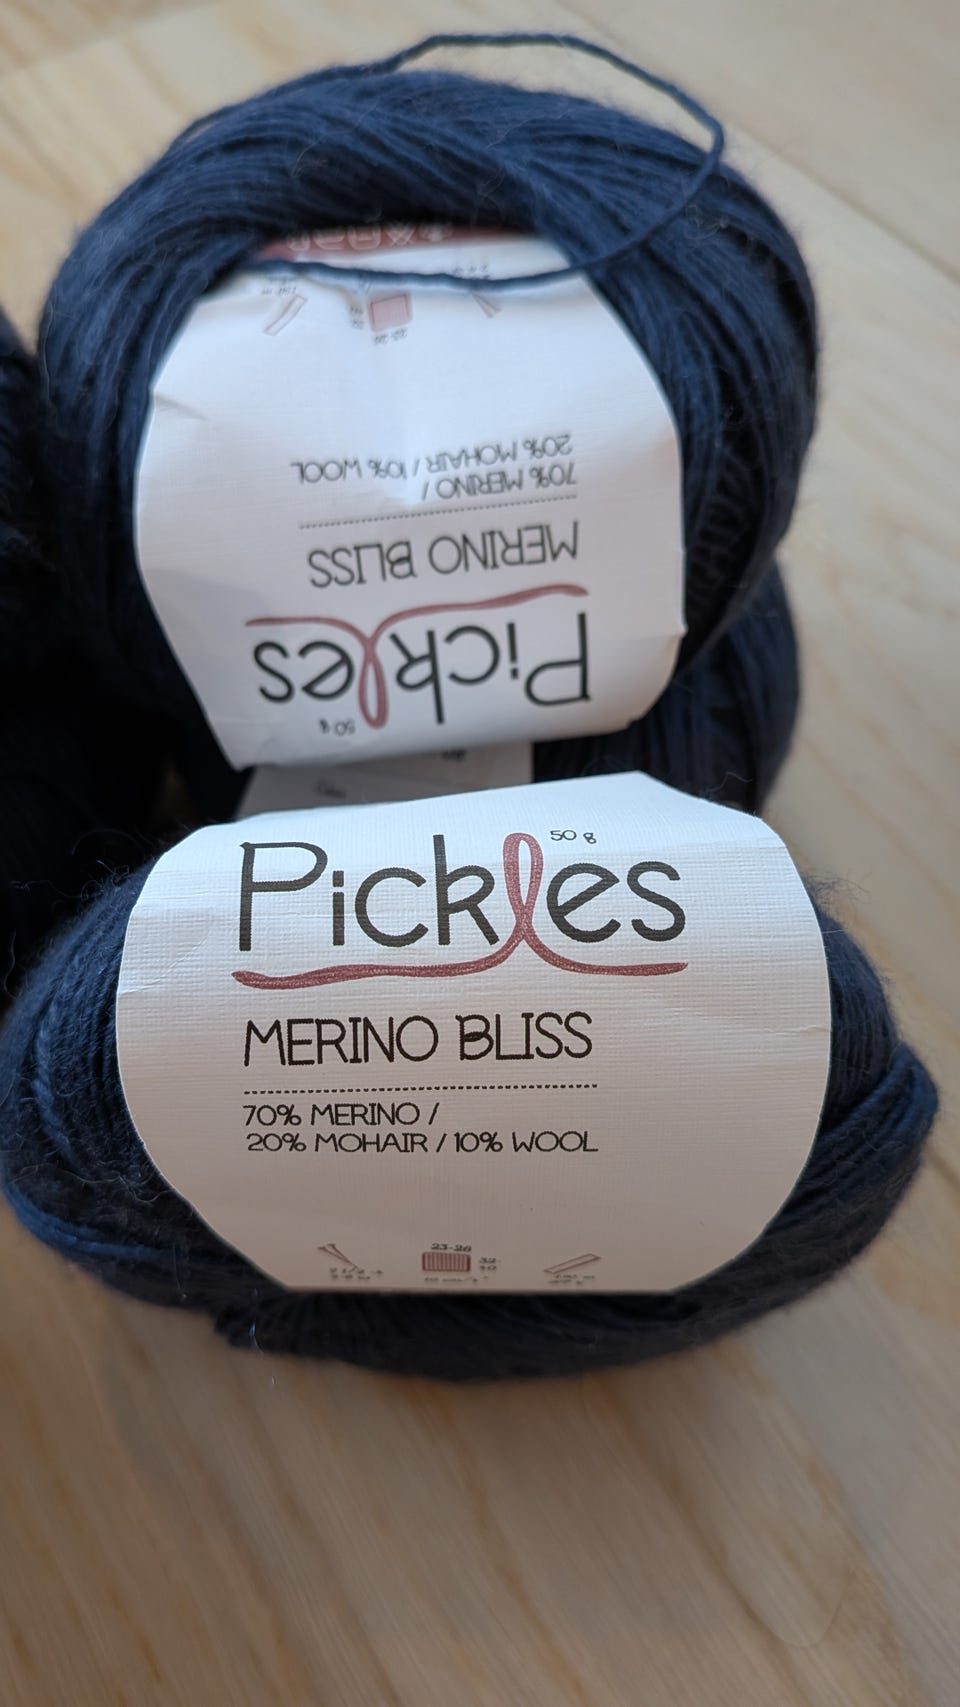 50 g
Pickles
MERINO BLISS
70% MERINO /
20% MOHAIR / 10% WOOL
23-26
50 g
Pickles
MERINO BLISS
70% MERINO /
20% MOHAIR / 10% WOOL